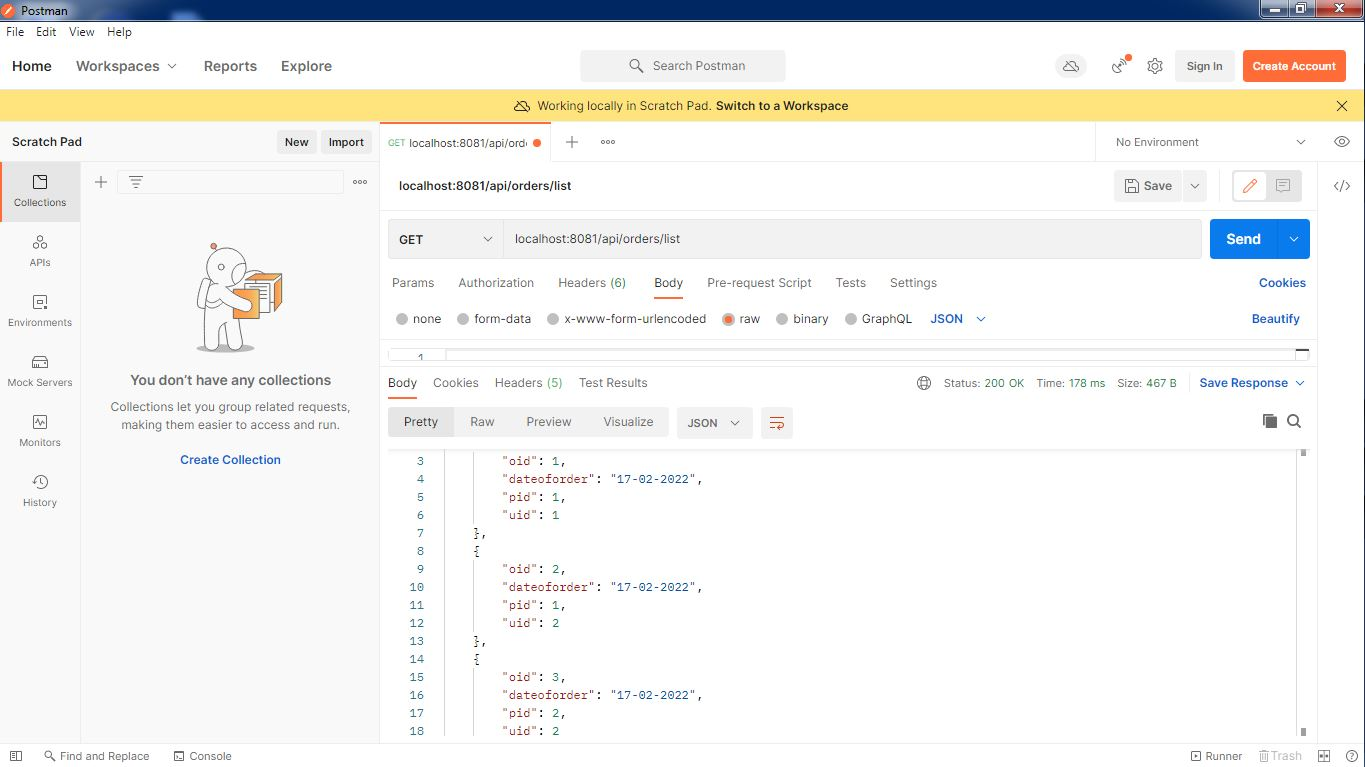 Postman
File Edit View Help
Home Workspaces Reports Explore Search Postman Sign In Create Account
Working locally in Scratch Pad. Switch to a Workspace
Scratch Pad New Import GET localhost:8081/api/ord No Environment
Collections
localhost:8081/api/orders/list Save
APIs
GET localhost:8081/api/orders/list Send
Environments
Params Authorization Headers (6) Body Pre-request Script Tests Settings Cookies
none form-data x-www-form-urlencoded raw binary GraphQL JSON Beautify
1
Mock Servers
You don't have any collections
Collections let you group related requests,
making them easier to access and run.
Create Collection
Monitors
History
Body Cookies Headers (5) Test Results Status: 200 OK Time: 178 ms Size: 467 B Save Response
Pretty Raw Preview Visualize JSON
3 "oid": 1,
4 "dateoforder": "17-02-2022",
5 "pid": 1,
6 "uid": 1
7 },
8 {
9 "oid": 2,
10 "dateoforder": "17-02-2022",
11 "pid": 1,
12 "uid": 2
13 },
14 {
15 "oid": 3,
16 "dateoforder": "17-02-2022",
17 "pid": 2,
18 "uid": 2
Find and Replace Console Runner Trash